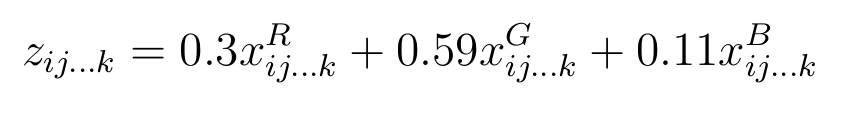 z_{ij...k} = 0.3x^R_{ij...k} + 0.59x^G_{ij...k} + 0.11x^B_{ij...k}